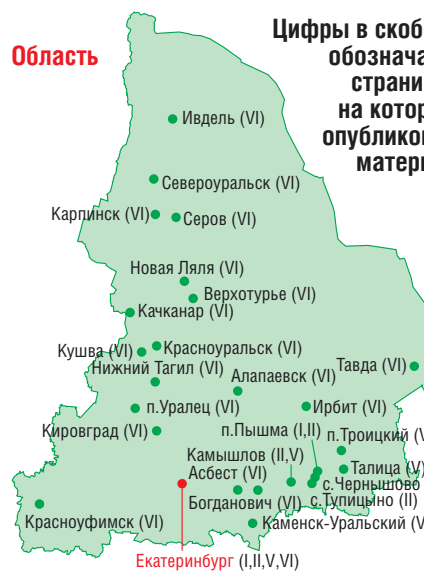 Область
Цифры в скоб
обознача
страни
на котор
опубликов
матери
Ивдель (VI)
Североуральск (VI)
Карпинск (VI)
Серов (VI)
Новая Ляля (VI)
Верхотурье (VI)
Качканар (VI)
Кушва (VI)
Красноуральск (VI)
Тавда (VI)
Нижний Тагил (VI)
Алапаевск (VI)
п.Уралец (VI)
Ирбит (VI)
п.Пышма (I,II)
Кировград (VI)
п.Троицкий (V
Камышлов (II,V)
Асбест (VI)
Талица (V)
с.Чернышово
Богданович (VI)
с.Тупицыно (II)
Красноуфимск (VI)
Каменск-Уральский (V
Екатеринбург (I,II,V,VI)